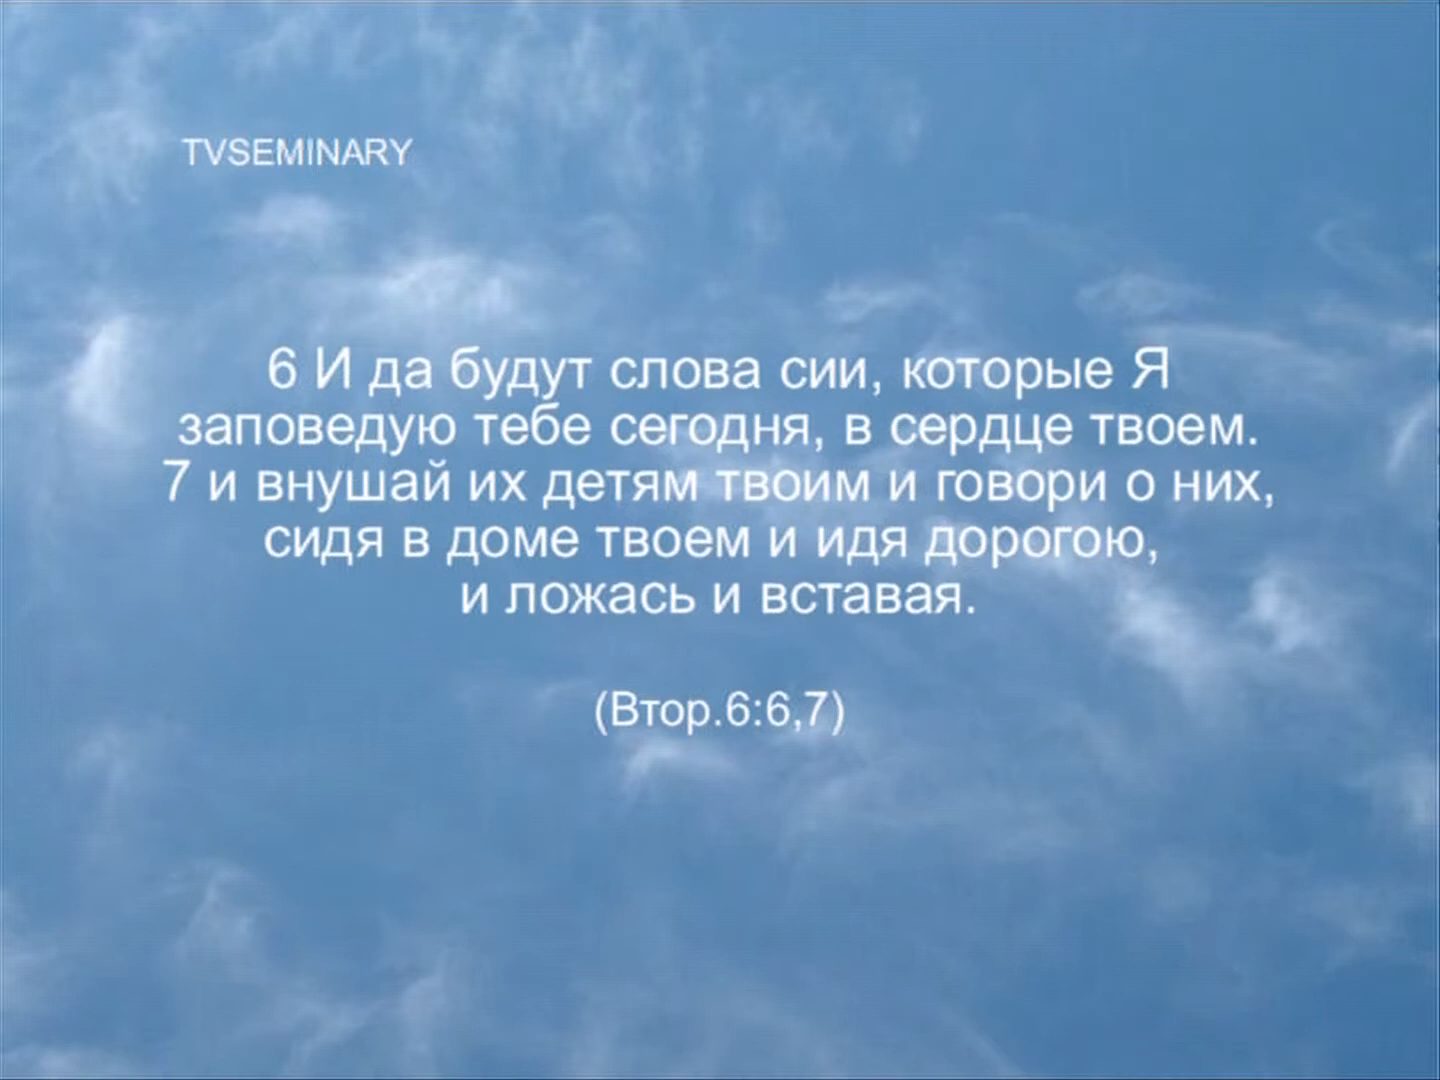 TVSEMINARY
6 И да будут слова сии, которые Я
заповедую тебе сегодня, в сердце твоем.
7 и внушай их детям твоим и говори о них,
сидя в доме твоем и идя дорогою,
и ложась и вставая.
(Втор.6:6,7)